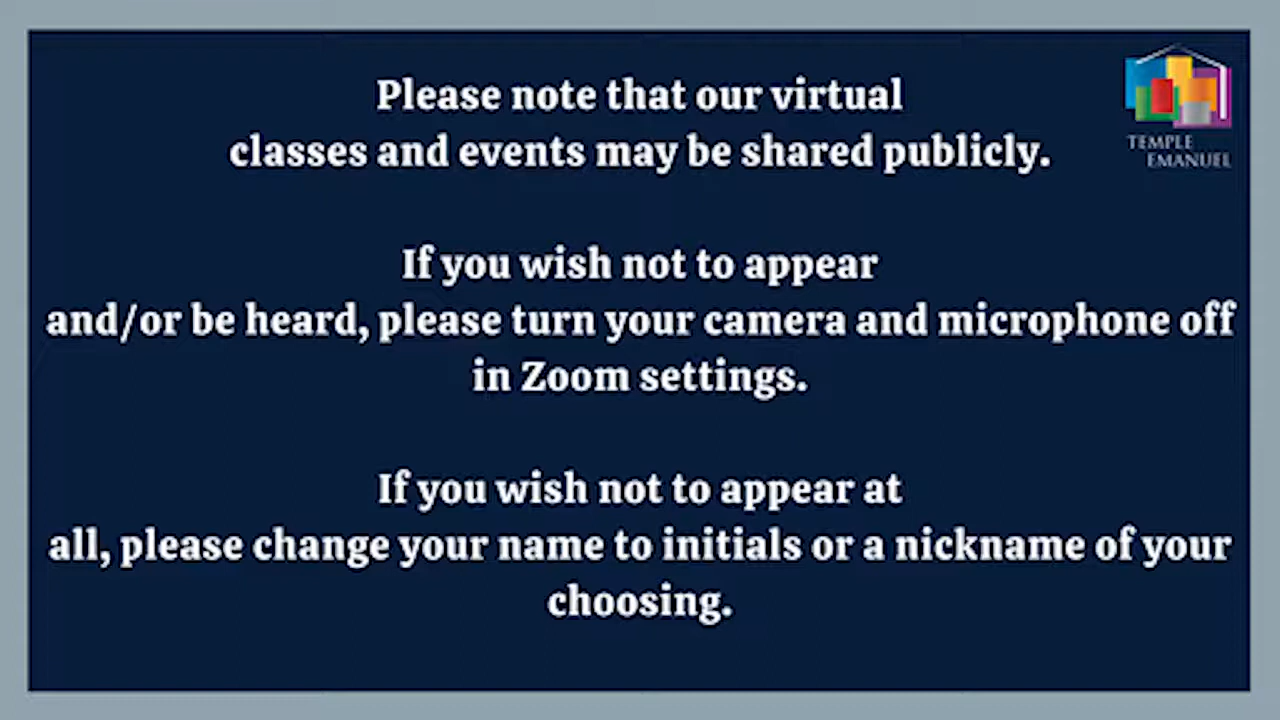 Please note that our virtual
classes and events may be shared publicly.
If you wish not to appear
and/or be heard, please turn your camera and microphone off
in Zoom settings.
If you wish not to appear at
all, please change your name to initials or a nickname of your
choosing.
TEMPLE
EMANUEL